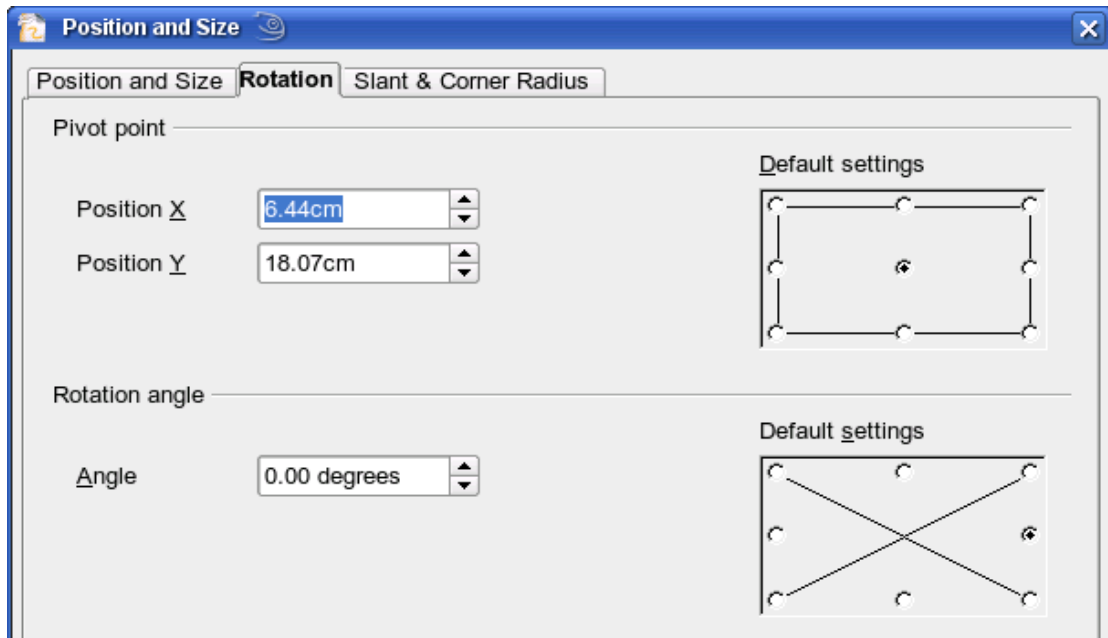 Position and Size
Position and Size Rotation Slant & Corner Radius
Pivot point
Default settings
Position X 6.44cm
Position Y 18.07cm
Rotation angle
Default settings
Angle 0.00 degrees